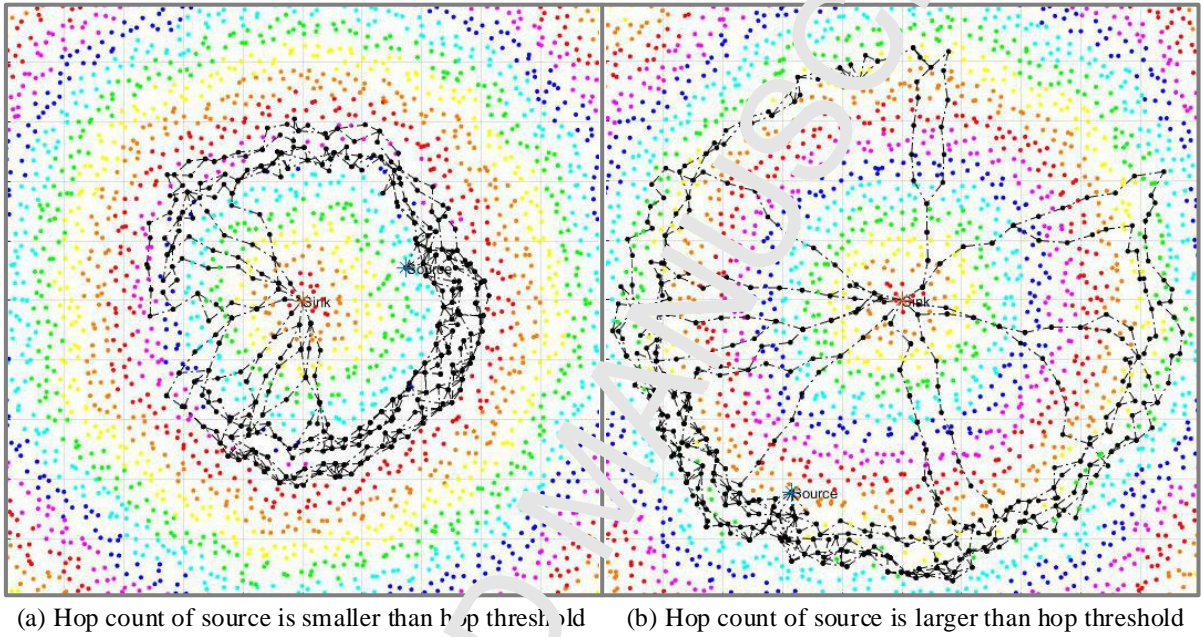 Source
Sink
Sink
Source
D MANUSC
(a) Hop count of source is smaller than hop threshold
(b) Hop count of source is larger than hop threshold